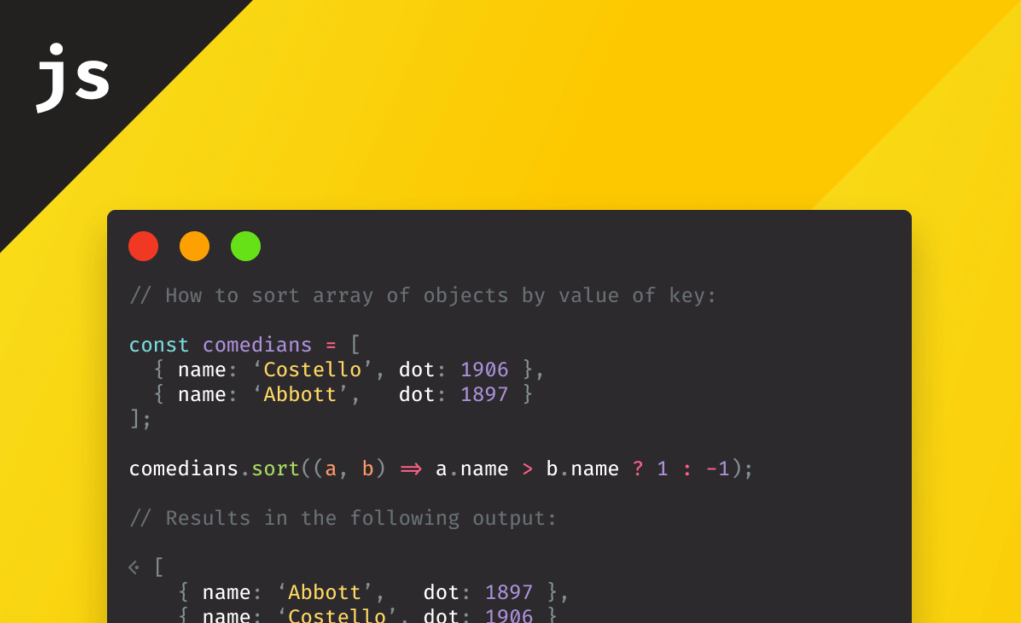 js
// How to sort array of objects by value of key:
const comedians = [
{ name: ‘Costello’, dot: 1906 },
{ name: ‘Abbott’, dot: 1897 }
];
comedians.sort((a, b) => a.name > b.name ? 1 : -1);
// Results in the following output:
<· [
{ name: ‘Abbott’, dot: 1897 },
{ name: ‘Costello’, dot: 1906 }